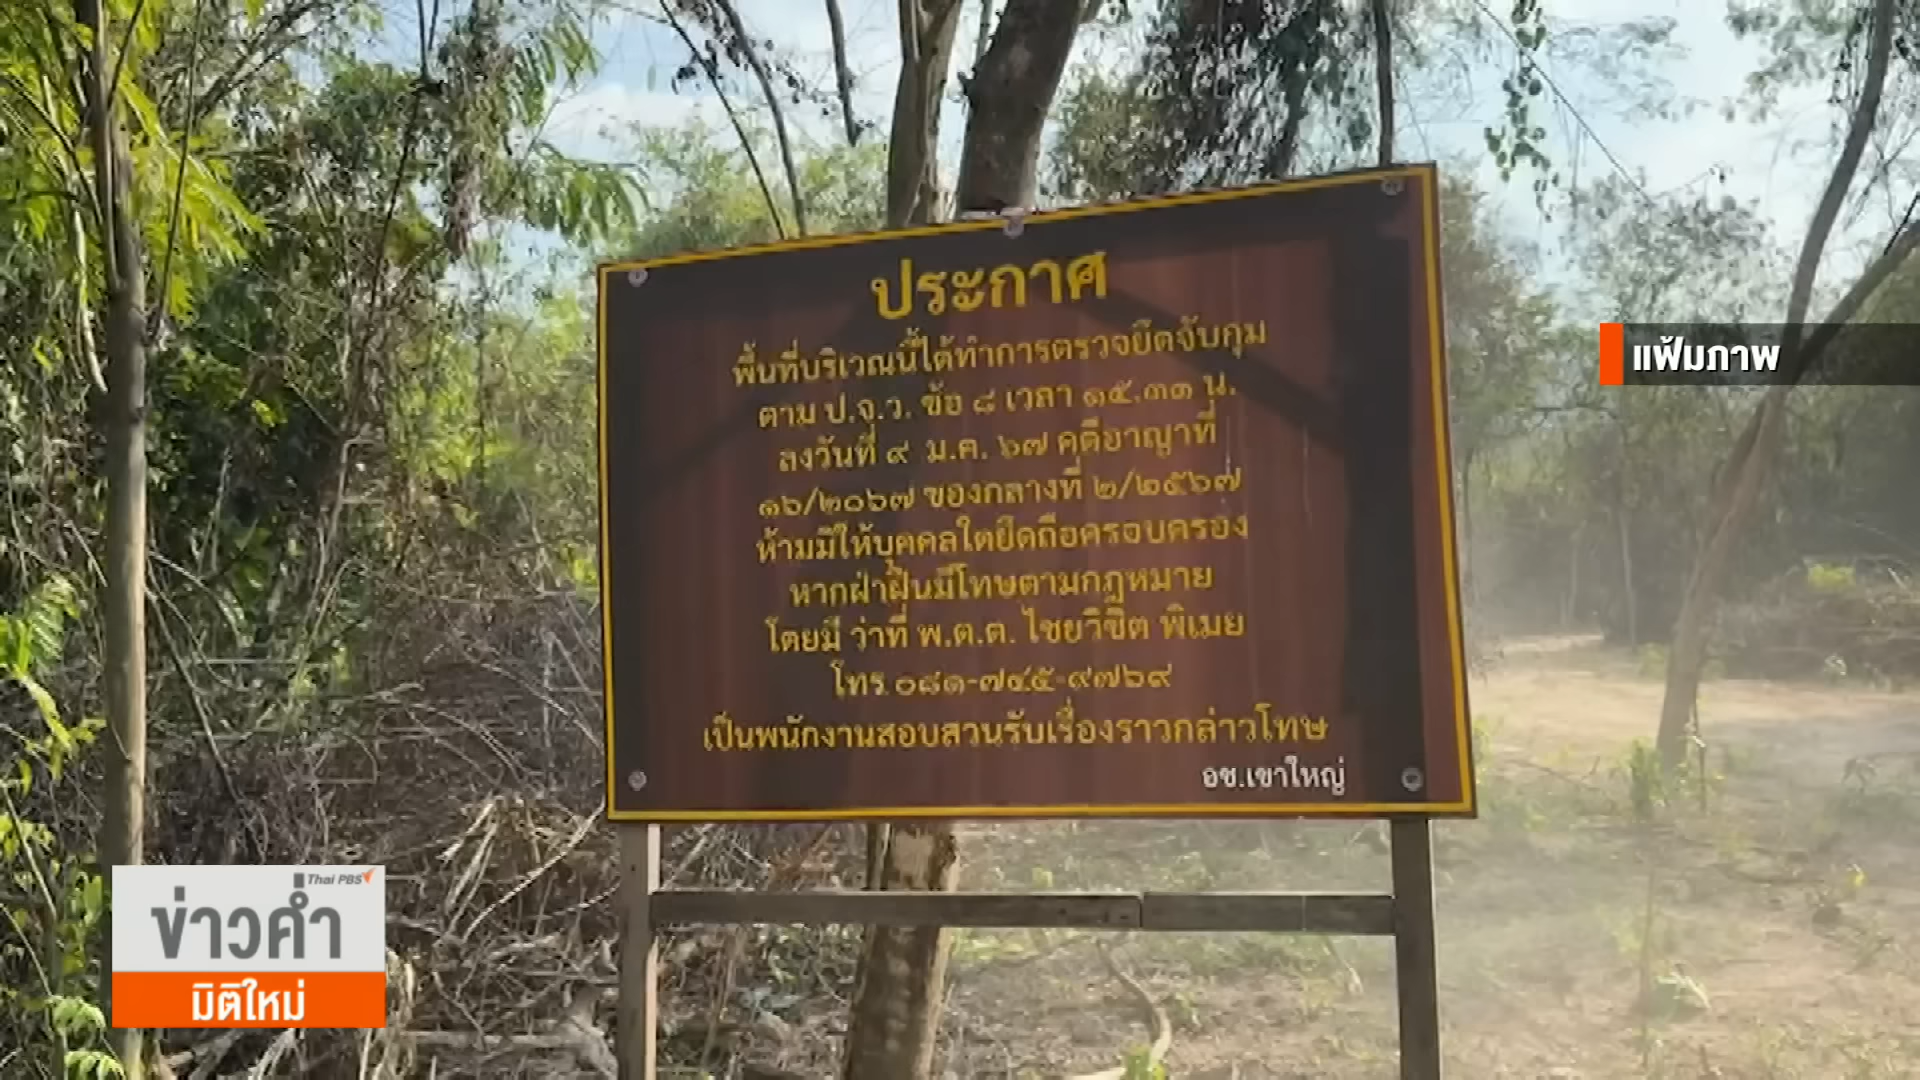 ประกาศ
พื้นที่บริเวณนี้ได้ทำการตรวจยึดจับกุม
ตาม ป.จ.ว. ข้อ ๘ เวลา ๑๕.๓๓ น.
ลงวันที่ ๙ ม.ค. ๖๗ คดีอาญาที่
๑๖/๒๐๖๗ ของกลางที่ ๒/๒๕๖๗
ห้ามมิให้บุคคลใดยึดถือครอบครอง
หากฝ่าฝืนมีโทษตามกฎหมาย
โดยมี ว่าที่ พ.ต.ต. ไชยวิชิต พิเมย
โทร ๐๘๑-๗๔๕-๙๗๖๙
เป็นพนักงานสอบสวนรับเรื่องราวกล่าวโทษ
อช.เขาใหญ่
แฟ้มภาพ
Thai PBS
ข่าวค่ำ
มิติใหม่